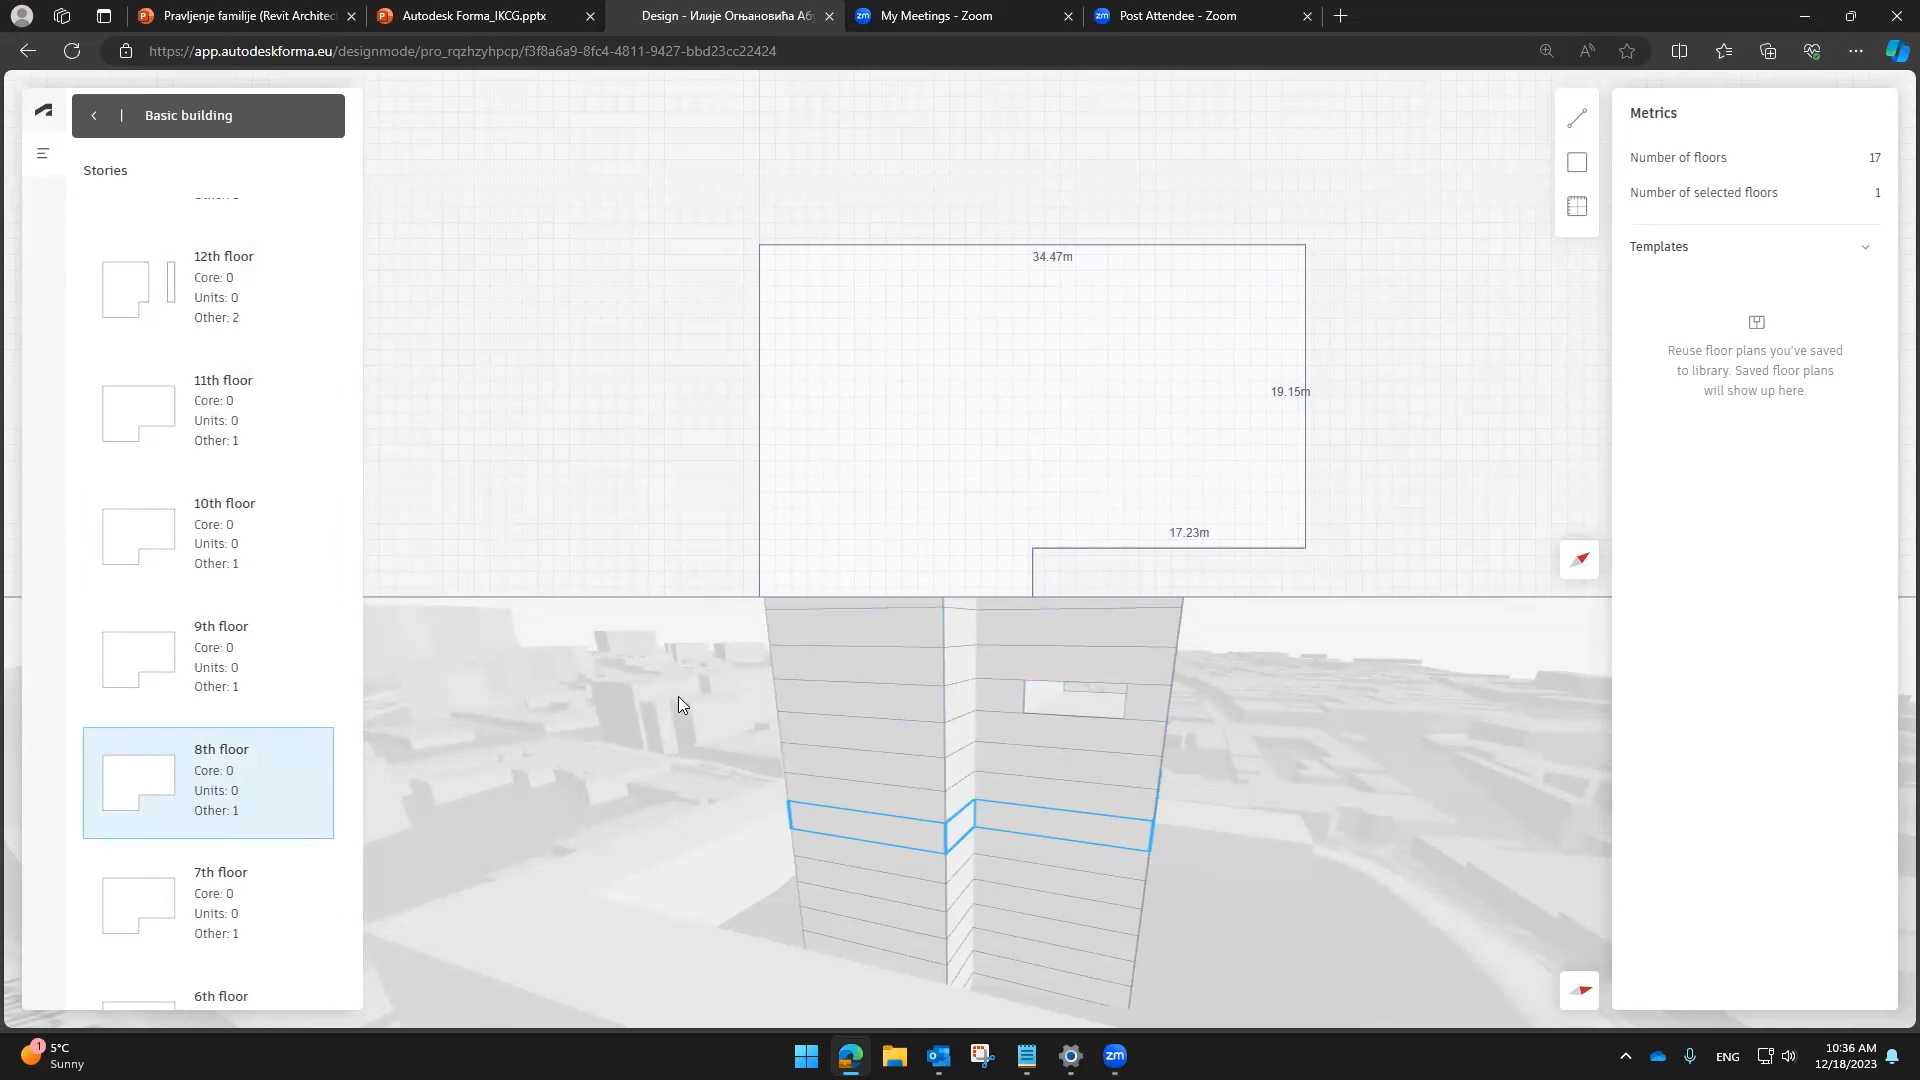 Pravljenje familije (Revit Architec
Autodesk Forma_IKCG.pptx
Design - Илије Огњановића Абу
My Meetings - Zoom
Post Attendee - Zoom
https://app.autodeskforma.eu/designmode/pro_rqzhzyhpcp/f3f8a6a9-8fc4-4811-9427-bbd23cc22424
Basic building
Stories
12th floor
Core: 0
Units: 0
Other: 2
11th floor
Core: 0
Units: 0
Other: 1
10th floor
Core: 0
Units: 0
Other: 1
9th floor
Core: 0
Units: 0
Other: 1
8th floor
Core: 0
Units: 0
Other: 1
7th floor
Core: 0
Units: 0
Other: 1
6th floor
34.47m
19.15m
17.23m
Metrics
Number of floors 17
Number of selected floors 1
Templates
Reuse floor plans you've saved
to library. Saved floor plans
will show up here.
1
5°C
Sunny
zm
ENG
10:36 AM
12/18/2023